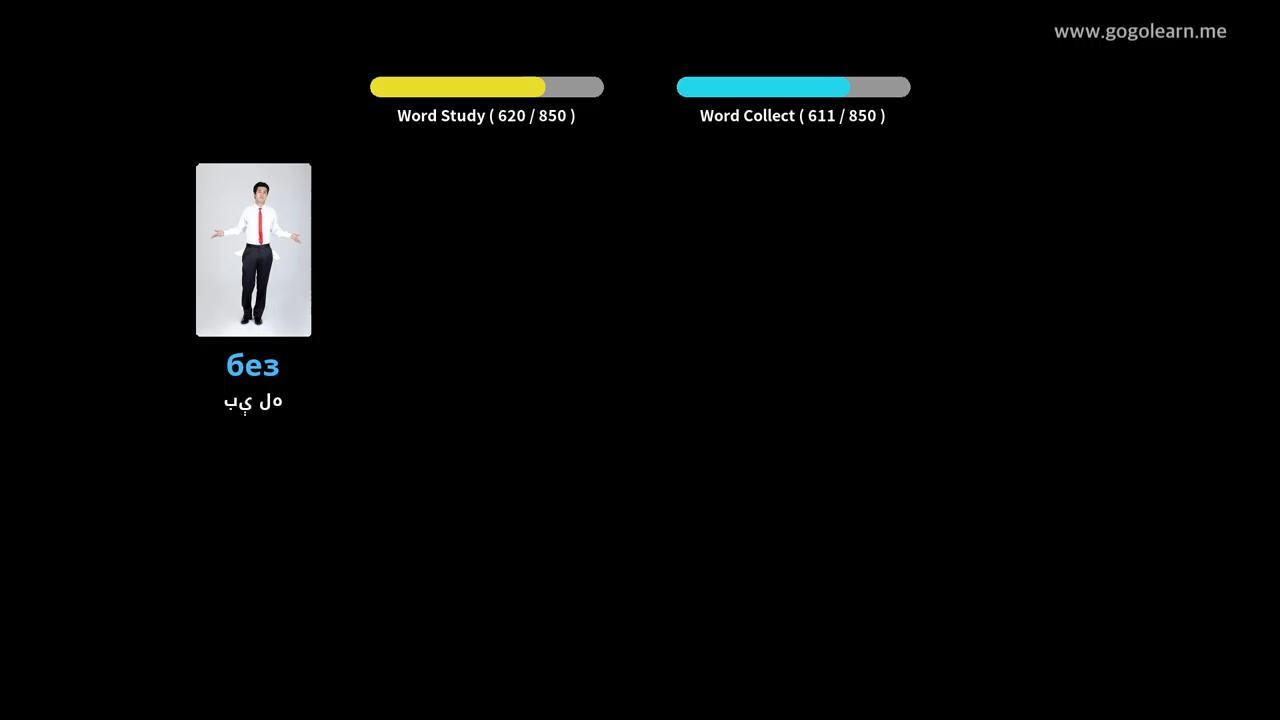 www.gogolearn.me
Word Study ( 620 / 850 )
Word Collect ( 611 / 850 )
без
بې له